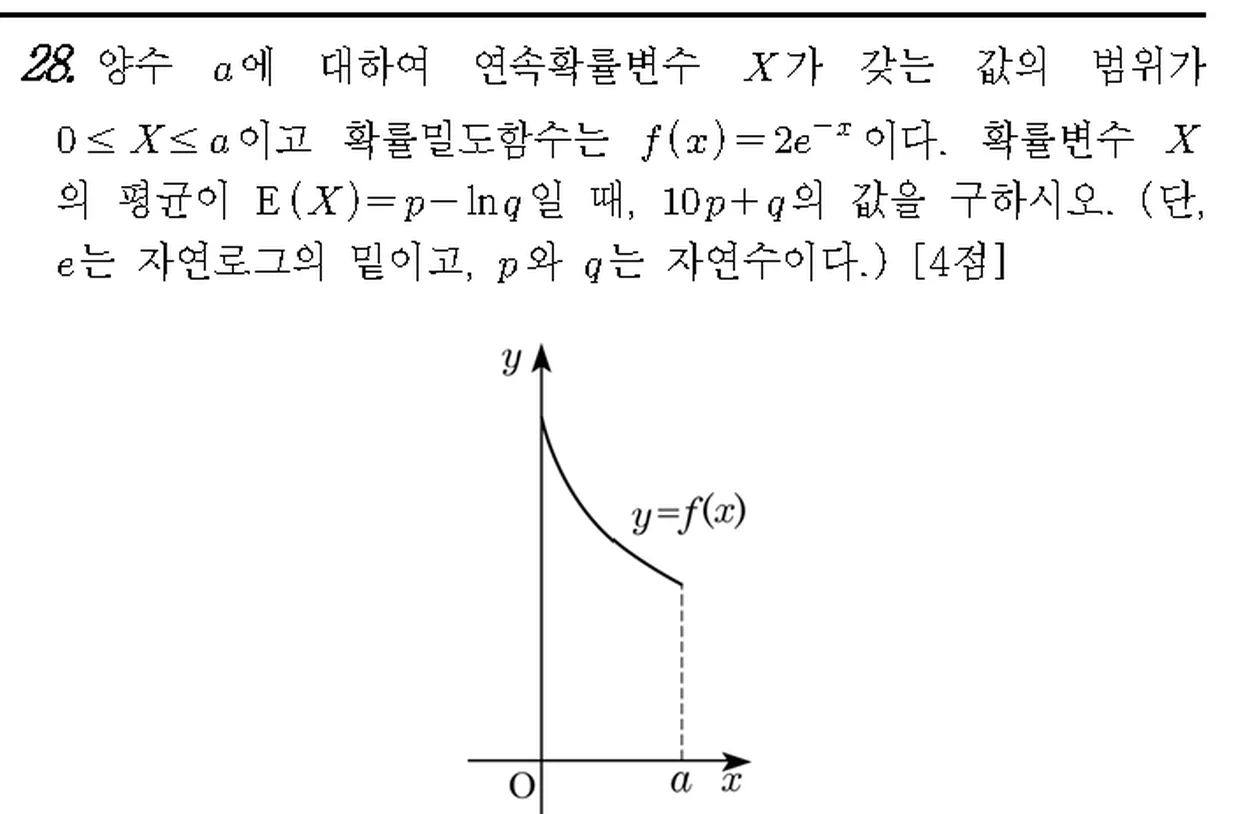 28. 양수 a에 대하여 연속확률변수 X가 갖는 값의 범위가
0≤X≤a이고 확률밀도함수는 f(x)=2e^{-x}이다. 확률변수 X
의 평균이 E(X)=p-ln q일 때, 10p+q의 값을 구하시오. (단,
e는 자연로그의 밑이고, p와 q는 자연수이다.) [4점]
y
y=f(x)
O a x